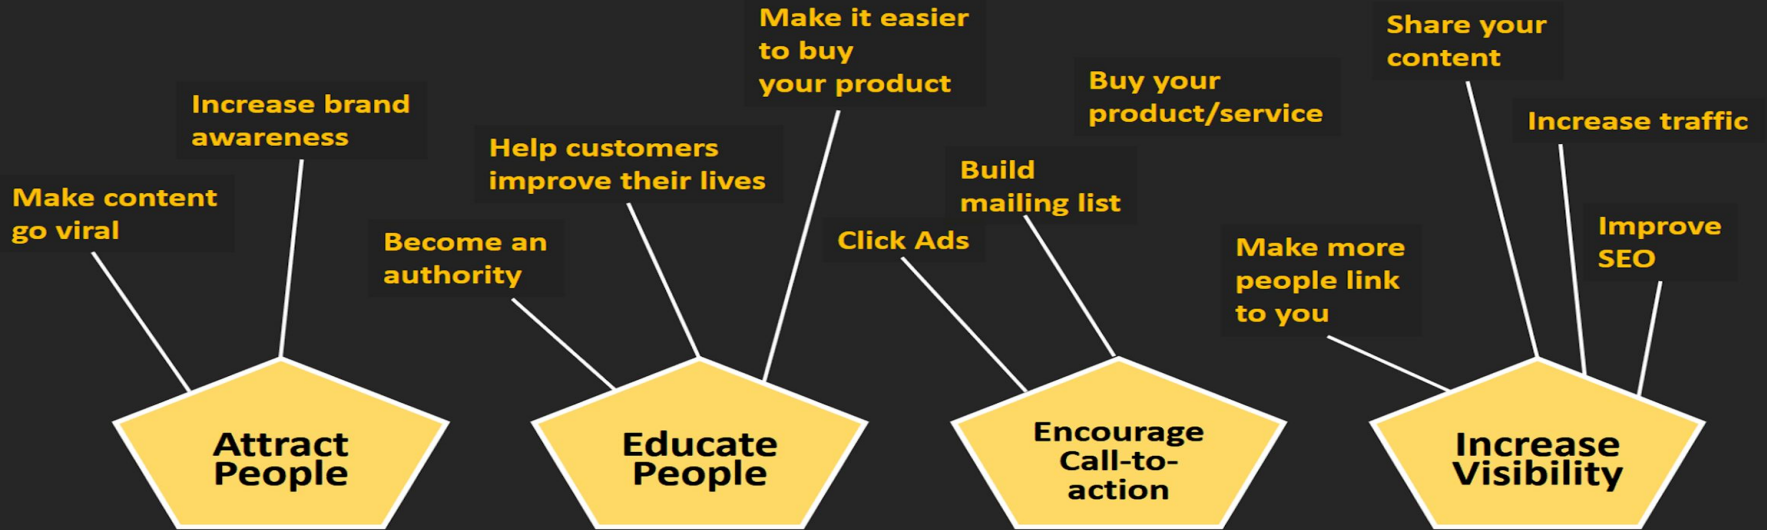 Make content
go viral
Increase brand
awareness
Attract
People
Become an
authority
Help customers
improve their lives
Make it easier
to buy
your product
Educate
People
Click Ads
Build
mailing list
Buy your
product/service
Encourage
Call-to-
action
Make more
people link
to you
Share your
content
Increase traffic
Improve
SEO
Increase
Visibility